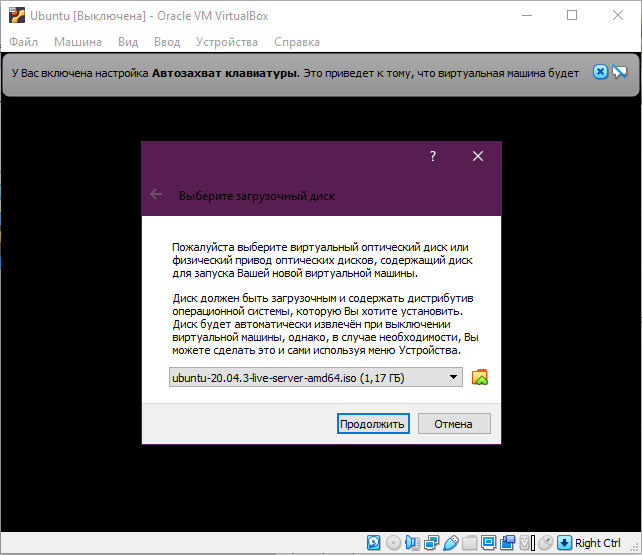 Ubuntu [Выключена] - Oracle VM VirtualBox
Файл Машина Вид Ввод Устройства Справка
У Вас включена настройка Автозахват клавиатуры. Это приведет к тому, что виртуальная машина будет
?
Выберите загрузочный диск
Пожалуйста выберите виртуальный оптический диск или
физический привод оптических дисков, содержащий диск
для запуска Вашей новой виртуальной машины.
Диск должен быть загрузочным и содержать дистрибутив
операционной системы, которую Вы хотите установить.
Диск будет автоматически извлечён при выключении
виртуальной машины, однако, в случае необходимости, Вы
можете сделать это и сами используя меню Устройства.
ubuntu-20.04.3-live-server-amd64.iso (1,17 ГБ)
Продолжить Отмена
Right Ctrl